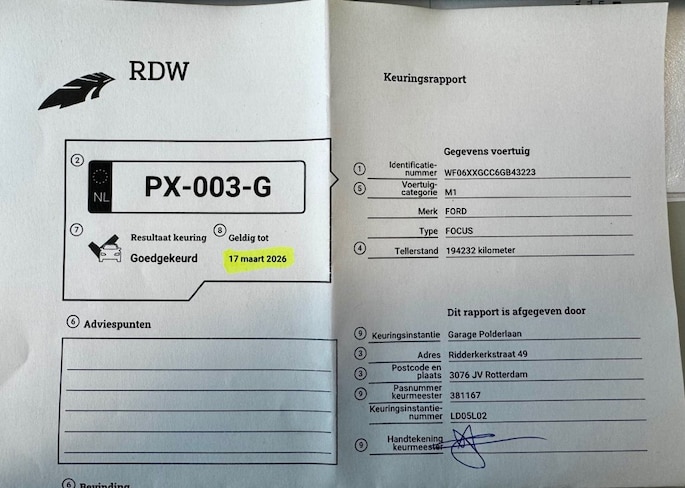 RDW
Keuringsrapport
2
NL
PX-003-G
7
Resultaat keuring
Goedgekeurd
8
Geldig tot
17 maart 2026
6 Adviespunten
Gegevens voertuig
1 Identificatie-
nummer WF06XXGCC6GB43223
5 Voertuig-
categorie M1
Merk FORD
Type FOCUS
4 Tellerstand 194232 kilometer
Dit rapport is afgegeven door
9 Keuringsinstantie Garage Polderlaan
3 Adres Ridderkerkstraat 49
3 Postcode en
plaats 3076 JV Rotterdam
9 Pasnummer
keurmeester 381167
Keuringsinstantie-
nummer LD05L02
9 Handtekening
keurmeester
6 Bevinding